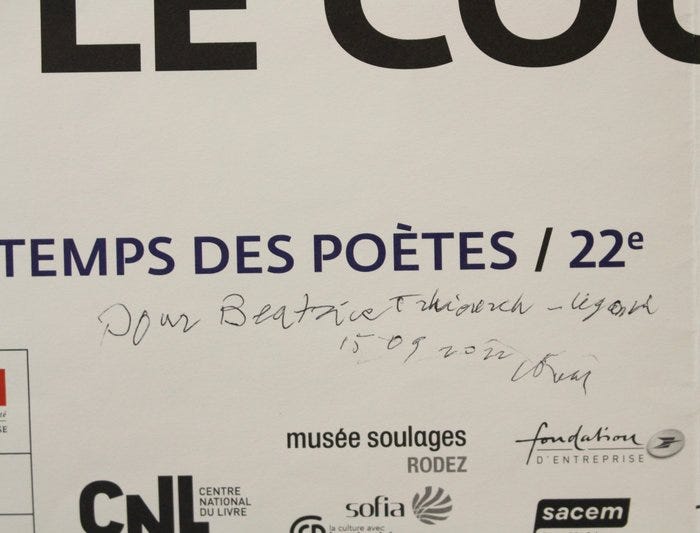 LE COU
TEMPS DES POÈTES / 22e
Pour Beatrice
15 09 2022
musée soulages
RODEZ
fondation
D'ENTREPRISE
CNL CENTRE
NATIONAL
DU LIVRE
sofia
la culture avec
sacem